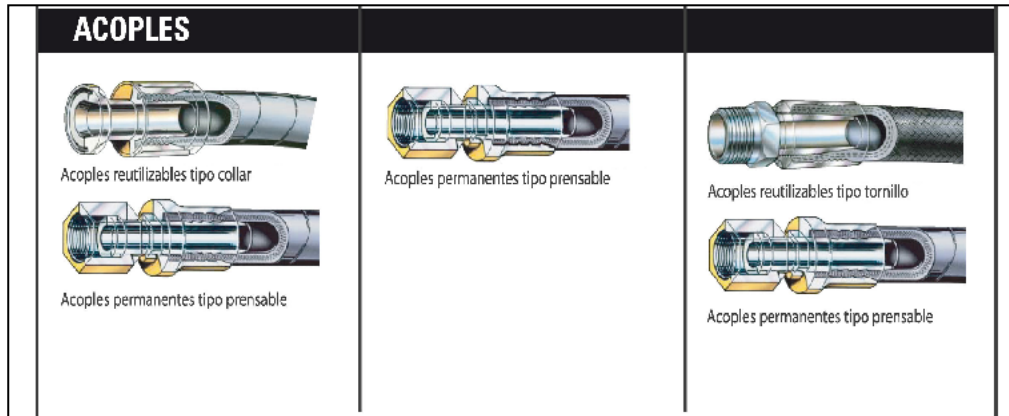 ACOPLES
Acoples reutilizables tipo collar
Acoples permanentes tipo prensable
Acoples permanentes tipo prensable
Acoples reutilizables tipo tornillo
Acoples permanentes tipo prensable